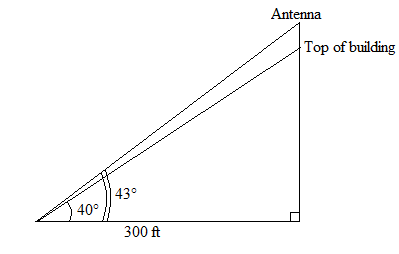 Antenna
Top of building
43°
40°
300 ft